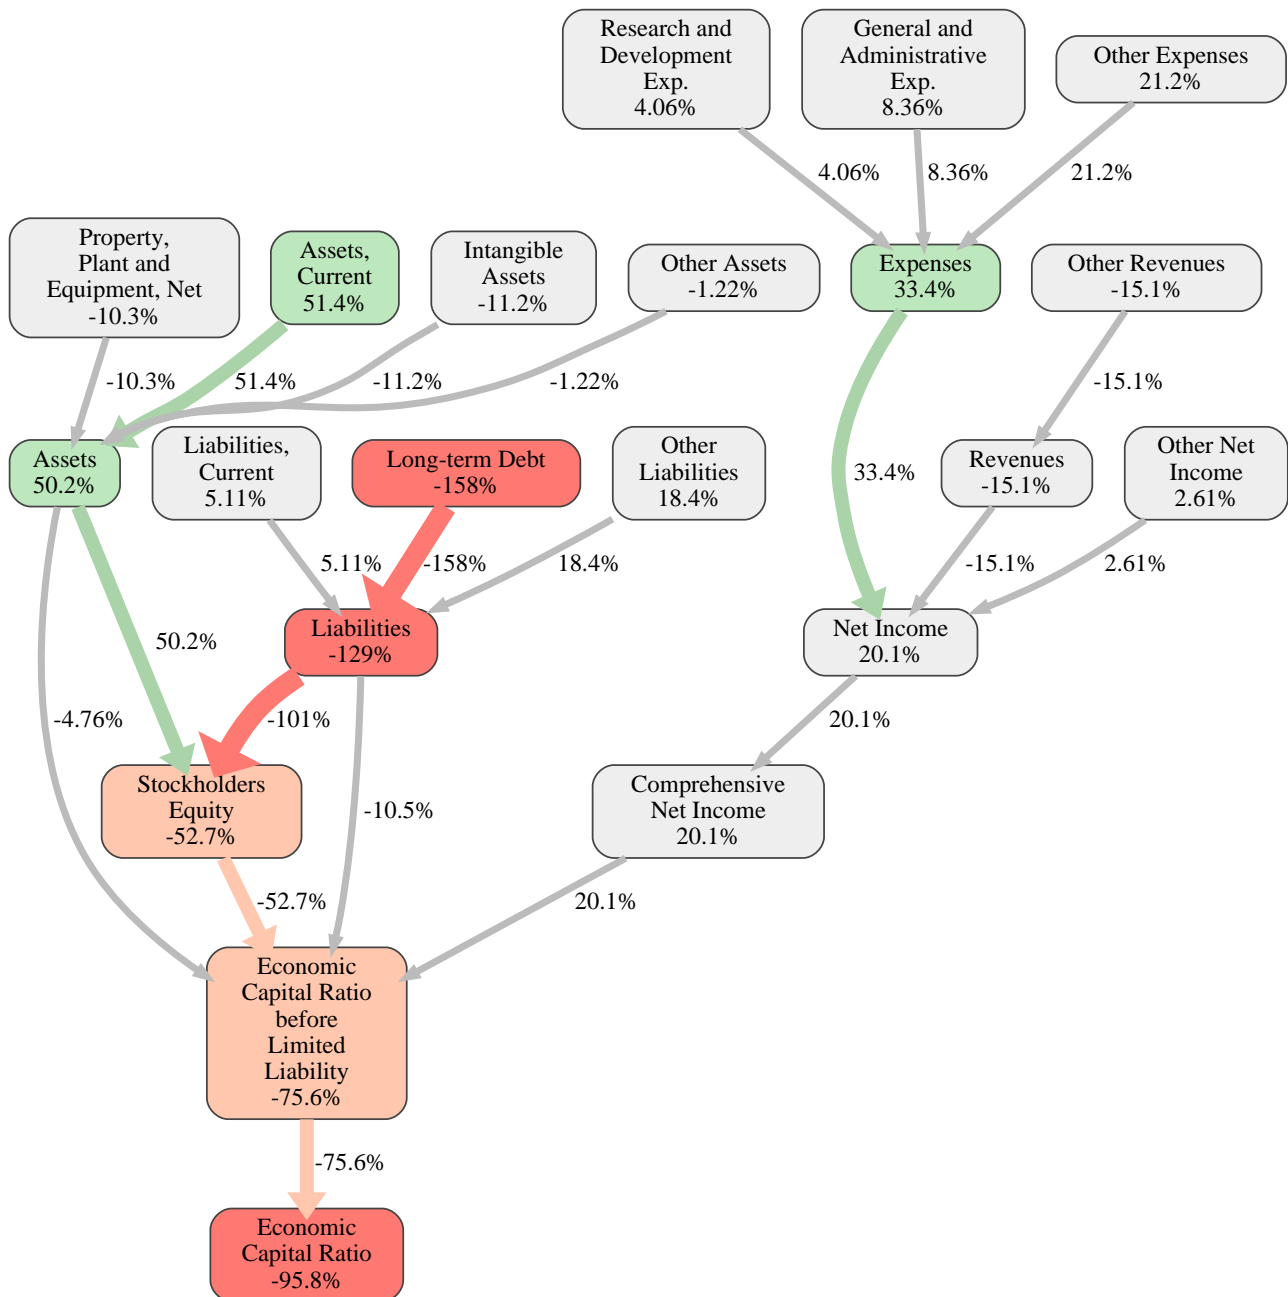 Research and
Development
Exp.
4.06%
General and
Administrative
Exp.
8.36%
Other Expenses
21.2%
4.06%
8.36%
21.2%
Property,
Plant and
Equipment, Net
-10.3%
Assets,
Current
51.4%
Intangible
Assets
-11.2%
Other Assets
-1.22%
Expenses
33.4%
Other Revenues
-15.1%
-10.3%
51.4%
-11.2%
-1.22%
-15.1%
Assets
50.2%
Liabilities,
Current
5.11%
Long-term Debt
-158%
Other
Liabilities
18.4%
33.4%
Revenues
-15.1%
Other Net
Income
2.61%
5.11%
-158%
18.4%
-15.1%
2.61%
50.2%
Liabilities
-129%
Net Income
20.1%
-4.76%
-101%
20.1%
Stockholders
Equity
-52.7%
-10.5%
Comprehensive
Net Income
20.1%
-52.7%
20.1%
Economic
Capital Ratio
before
Limited
Liability
-75.6%
-75.6%
Economic
Capital Ratio
-95.8%